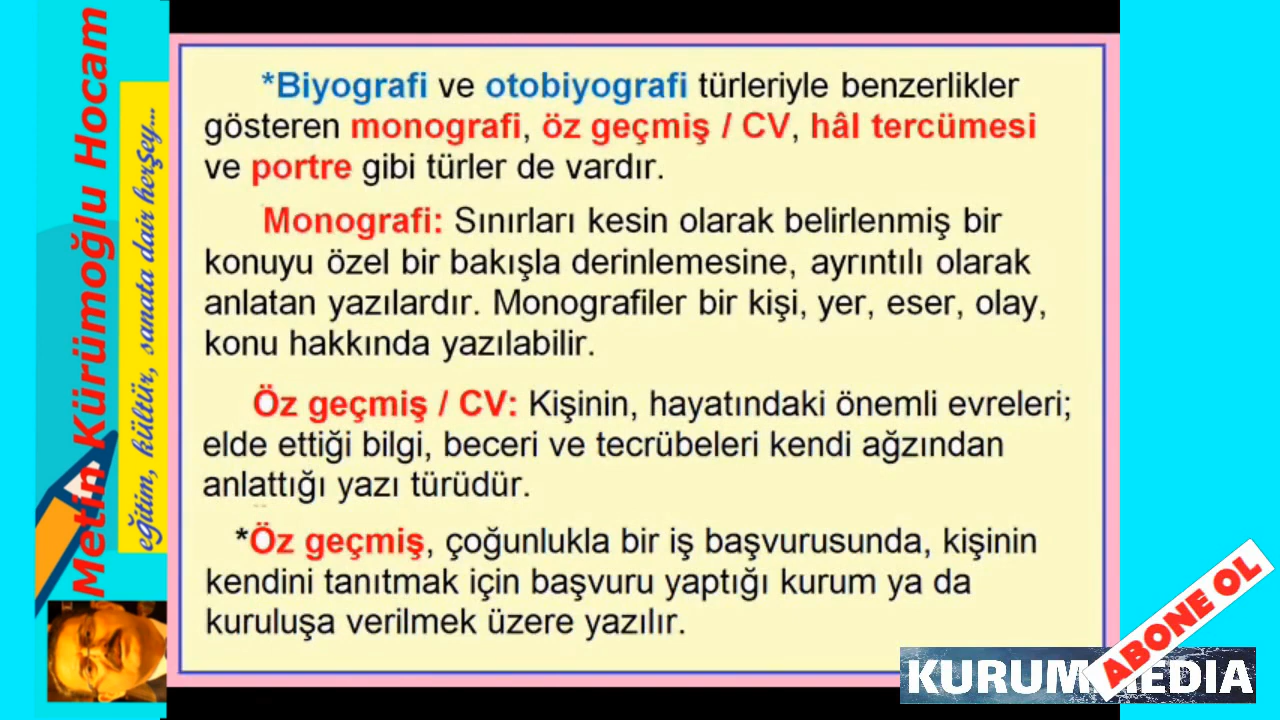 Metin Kürümoğlu Hocam
eğitim, kültür, sanata dair herşey...
*Biyografi ve otobiyografi türleriyle benzerlikler
gösteren monografi, öz geçmiş / CV, hâl tercümesi
ve portre gibi türler de vardır.
Monografi: Sınırları kesin olarak belirlenmiş bir
konuyu özel bir bakışla derinlemesine, ayrıntılı olarak
anlatan yazılardır. Monografiler bir kişi, yer, eser, olay,
konu hakkında yazılabilir.
Öz geçmiş / CV: Kişinin, hayatındaki önemli evreleri;
elde ettiği bilgi, beceri ve tecrübeleri kendi ağzından
anlattığı yazı türüdür.
*Öz geçmiş, çoğunlukla bir iş başvurusunda, kişinin
kendini tanıtmak için başvuru yaptığı kurum ya da
kuruluşa verilmek üzere yazılır.
ABONE OL
KURUM MEDIA